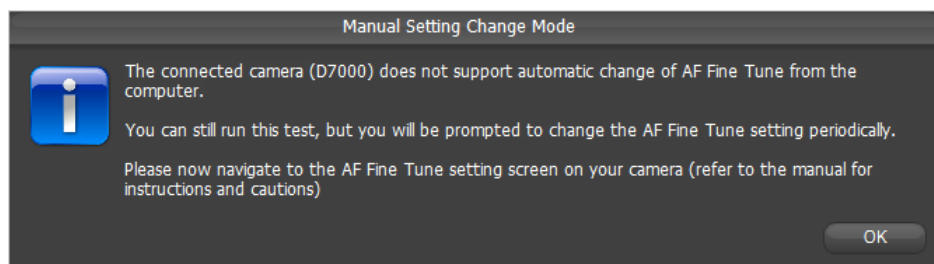 Manual Setting Change Mode
The connected camera (D7000) does not support automatic change of AF Fine Tune from the
computer.
You can still run this test, but you will be prompted to change the AF Fine Tune setting periodically.
Please now navigate to the AF Fine Tune setting screen on your camera (refer to the manual for
instructions and cautions)
OK